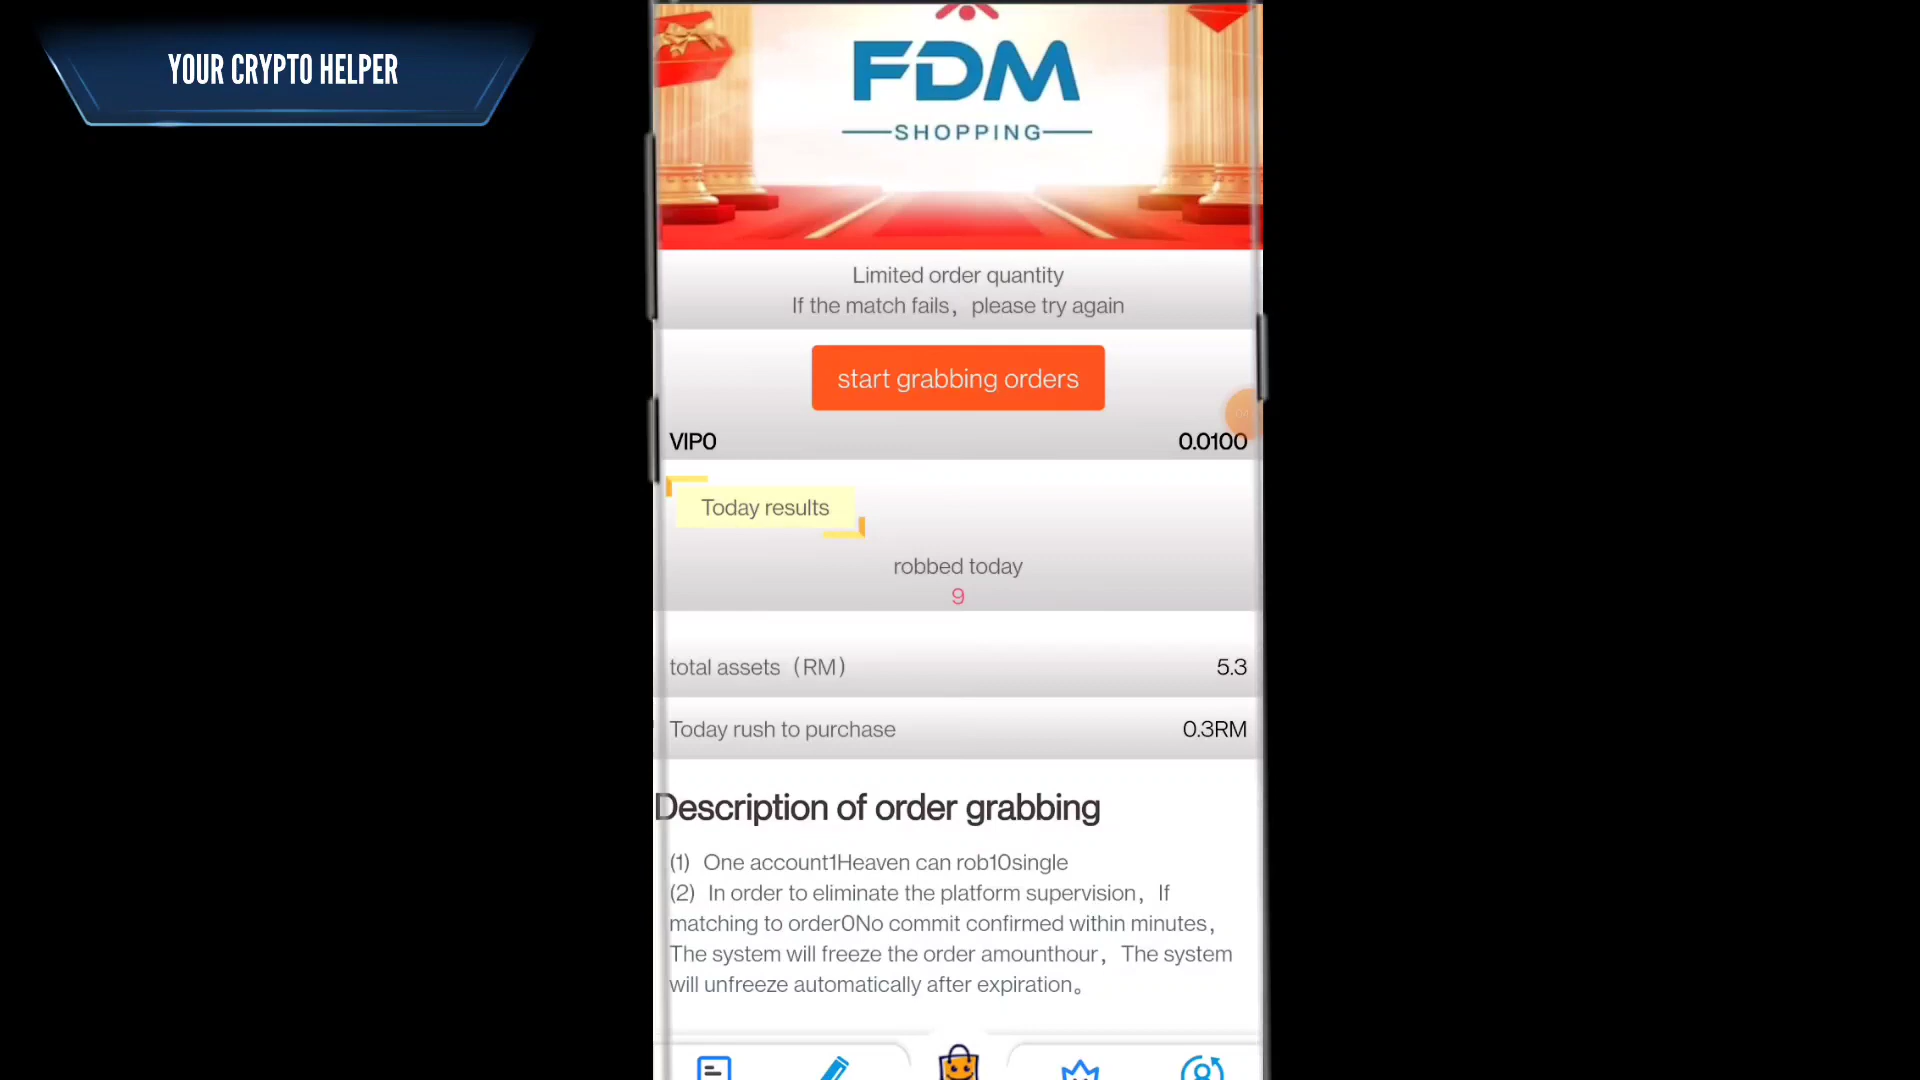 YOUR CRYPTO HELPER
FDM
SHOPPING
Limited order quantity
If the match fails，please try again
start grabbing orders
VIP0 0.0100
Today results
robbed today
9
total assets（RM） 5.3
Today rush to purchase 0.3RM
Description of order grabbing
(1) One account1Heaven can rob10single
(2) In order to eliminate the platform supervision，If
matching to order0No commit confirmed within minutes，
The system will freeze the order amounthour，The system
will unfreeze automatically after expiration。